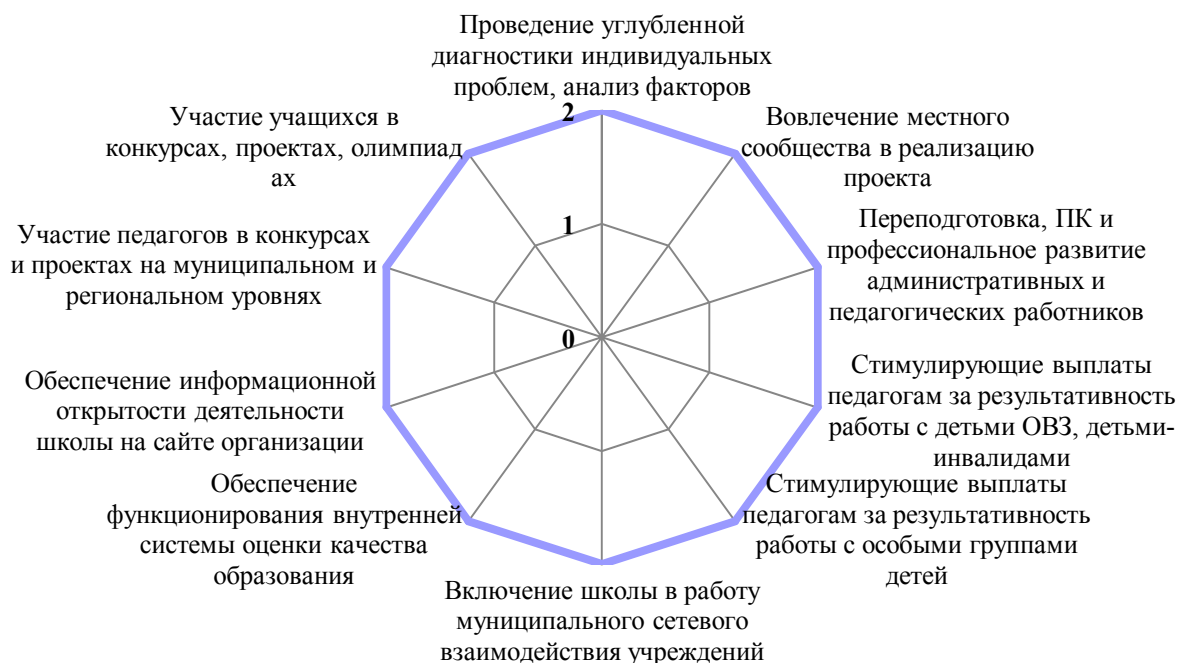 Проведение углубленной
диагностики индивидуальных
проблем, анализ факторов
Вовлечение местного
сообщества в реализацию
проекта
Переподготовка, ПК и
профессиональное развитие
административных и
педагогических работников
Стимулирующие выплаты
педагогам за результативность
работы с детьми ОВЗ, детьми-
инвалидами
Стимулирующие выплаты
педагогам за результативность
работы с особыми группами
детей
Включение школы в работу
муниципального сетевого
взаимодействия учреждений
Обеспечение
функционирования внутренней
системы оценки качества
образования
Обеспечение информационной
открытости деятельности
школы на сайте организации
Участие педагогов в конкурсах
и проектах на муниципальном и
региональном уровнях
Участие учащихся в
конкурсах, проектах, олимпиад
ах
2
1
0